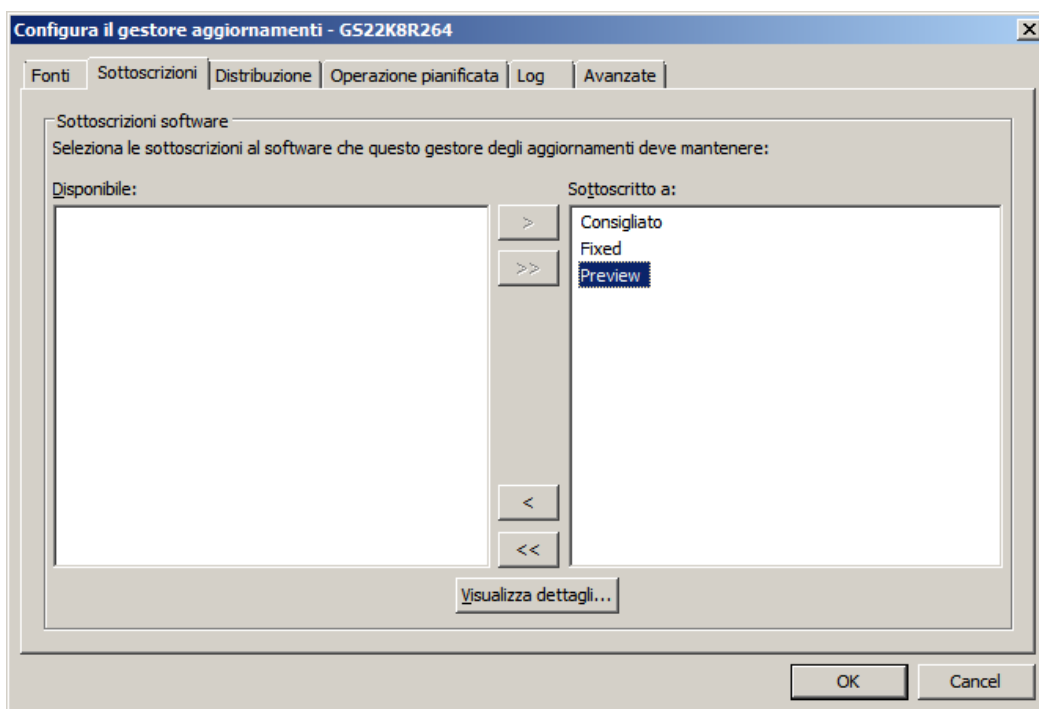 Configura il gestore aggiornamenti - GS22K8R264
Fonti Sottoscrizioni Distribuzione Operazione pianificata Log Avanzate
Sottoscrizioni software
Seleziona le sottoscrizioni al software che questo gestore degli aggiornamenti deve mantenere:
Disponibile: Sottoscritto a:
> Consigliato
Fixed
>> Preview
<
<<
Visualizza dettagli...
OK Cancel